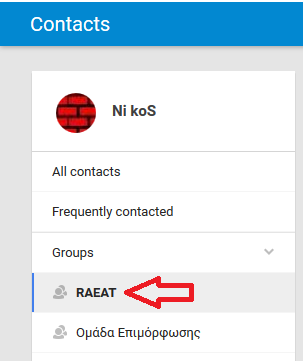 Contacts
Ni koS
All contacts
Frequently contacted
Groups
RAEAT
Ομάδα Επιμόρφωσης